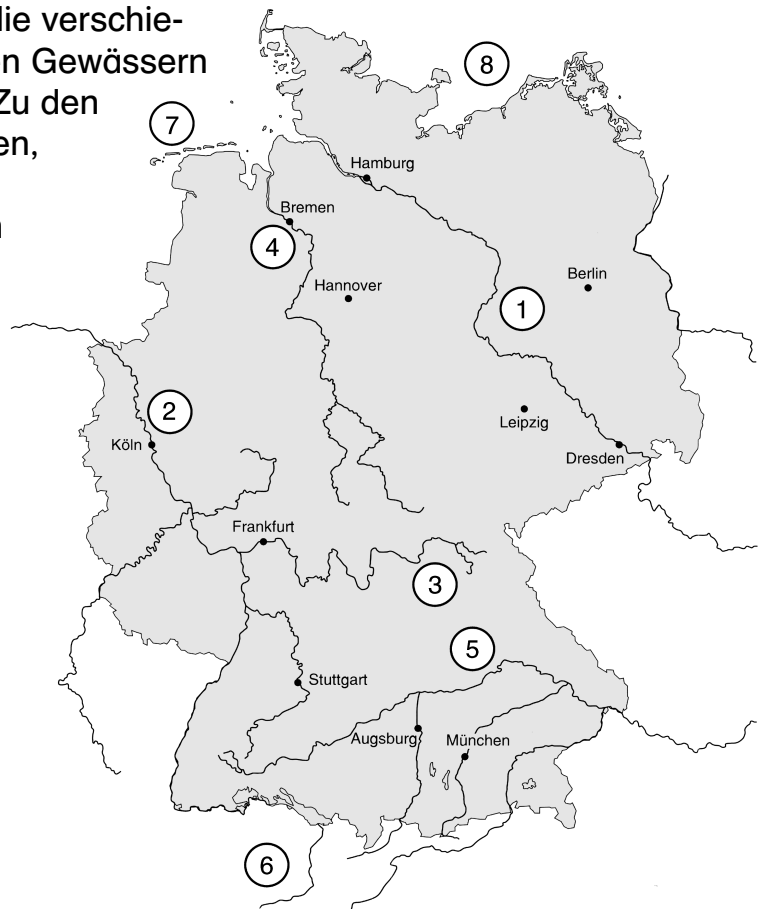 die verschie-
en Gewässern
Zu den
en,
8
7
Hamburg
Bremen
4
Berlin
Hannover
1
2
Leipzig
Köln
Dresden
Frankfurt
3
5
Stuttgart
Augsburg
München
6